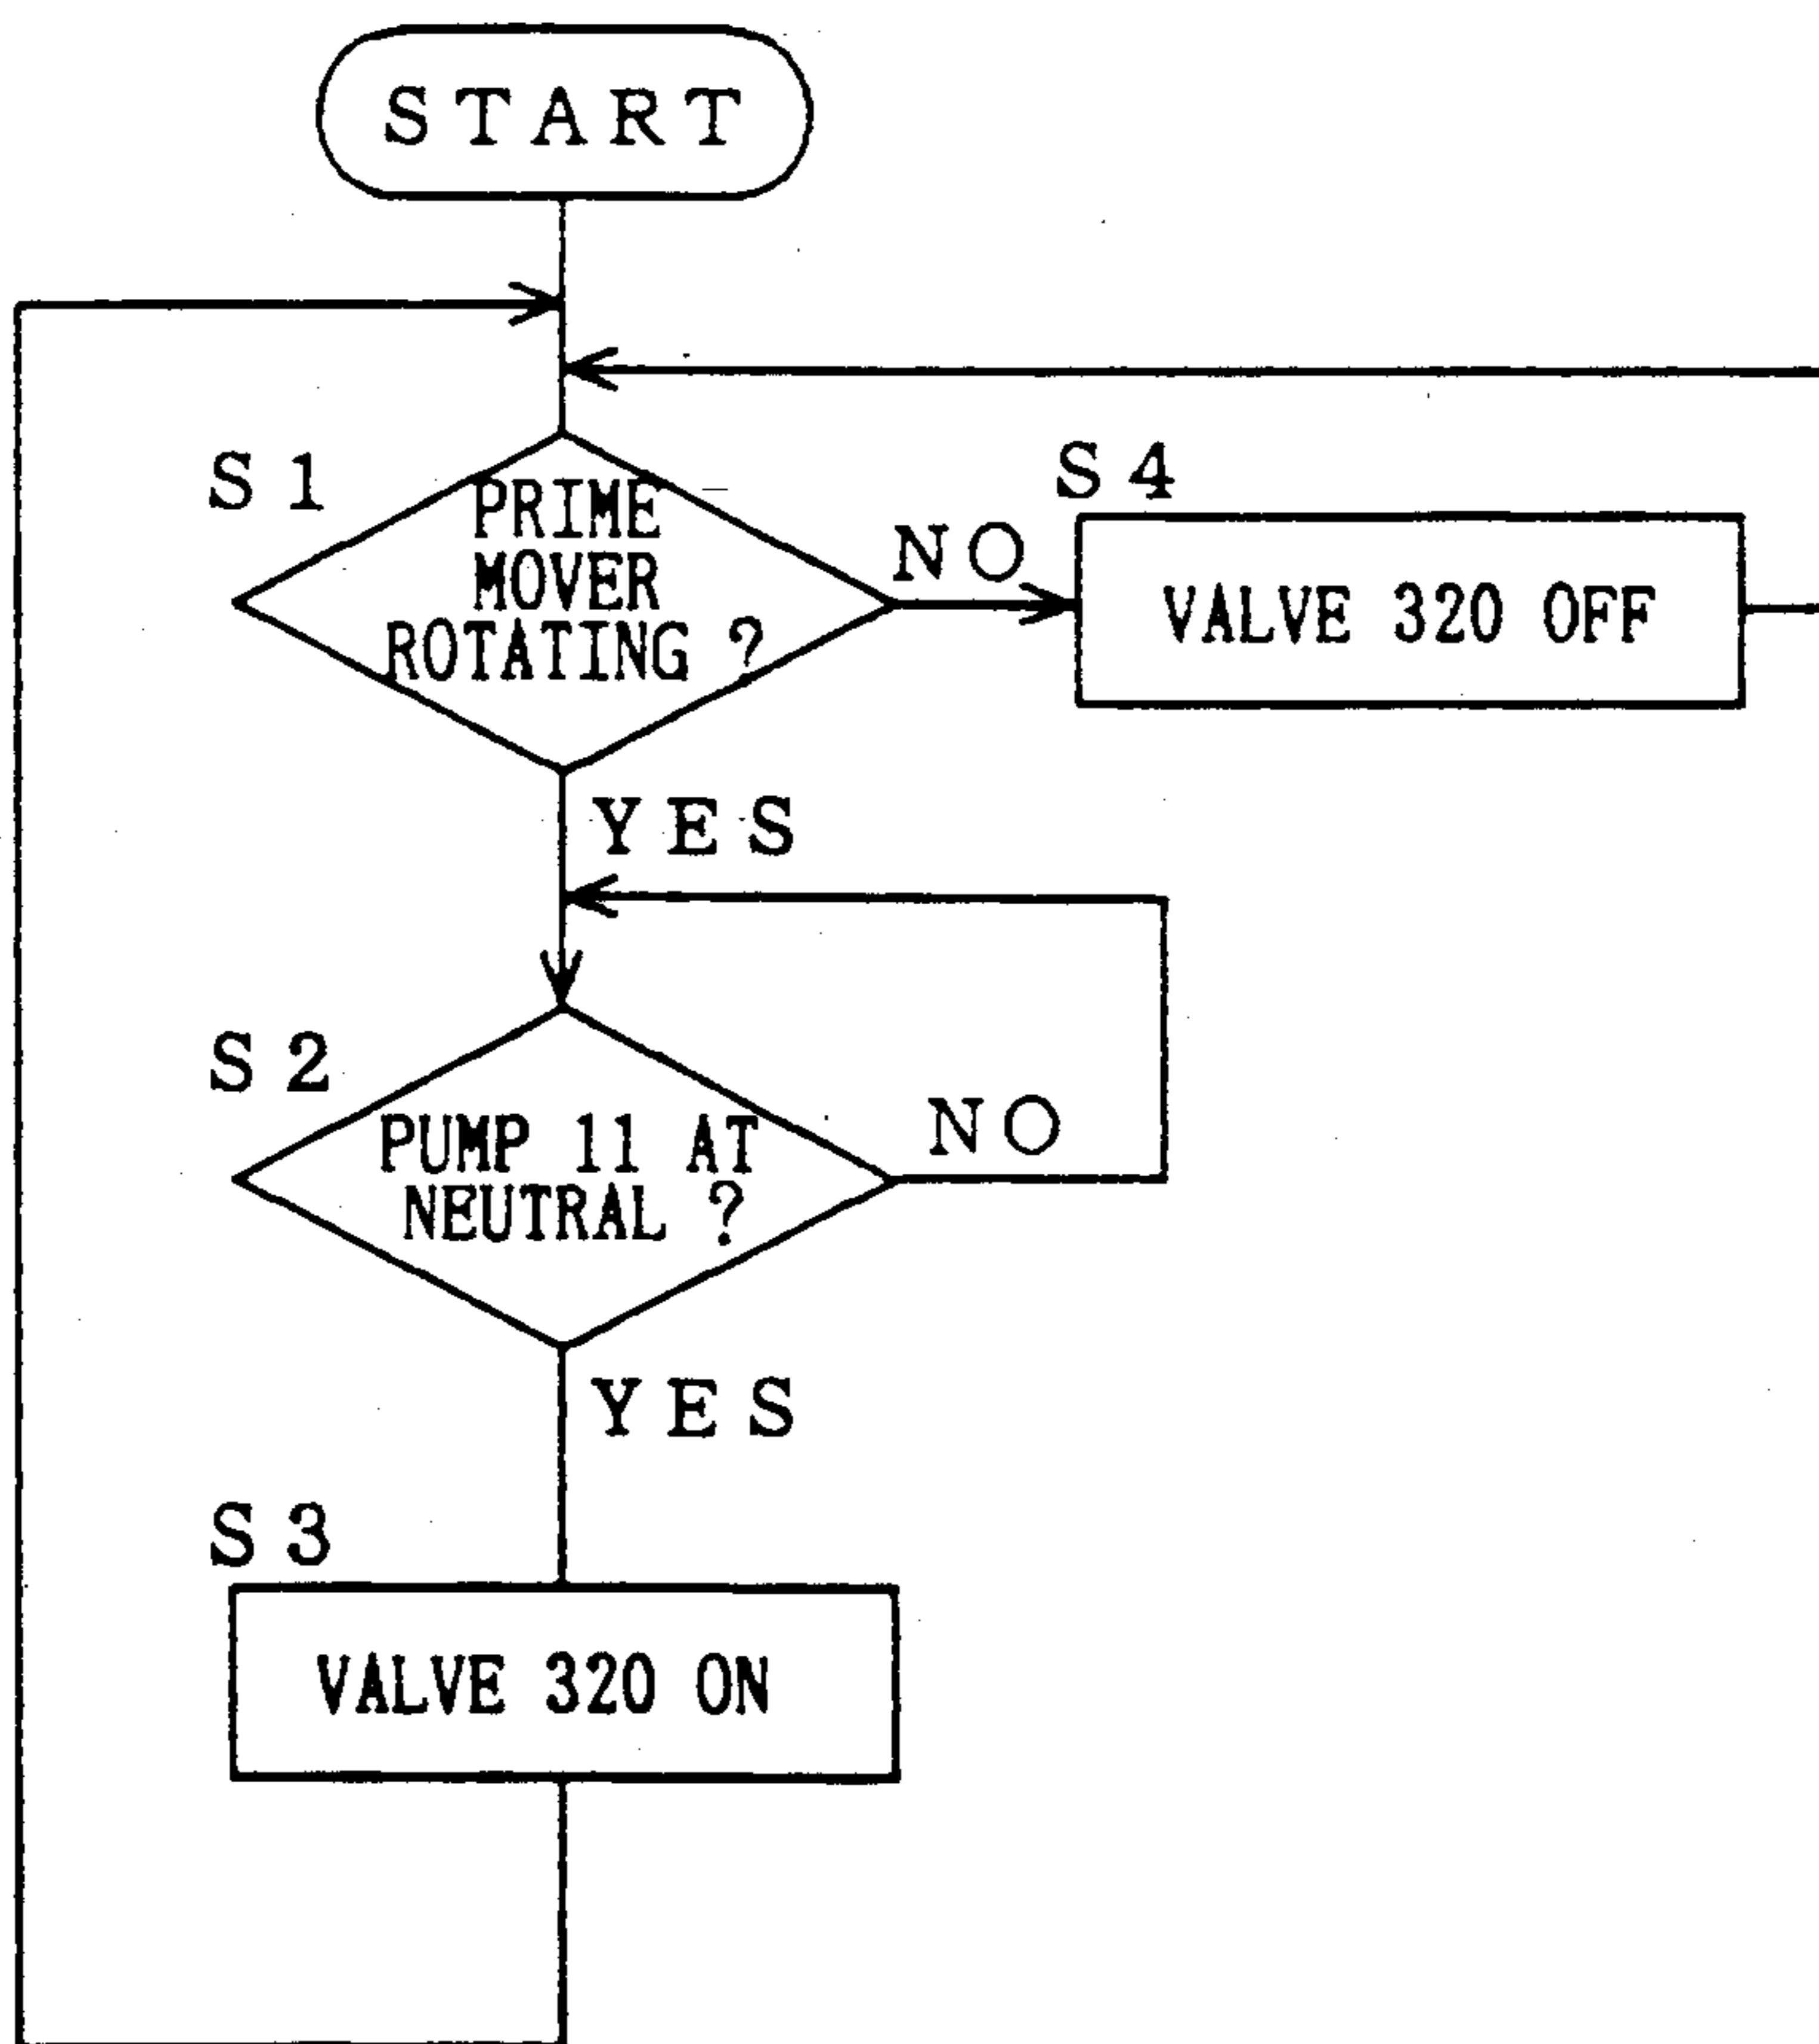 START
S1
PRIME
MOVER
ROTATING ?
NO
S4
VALVE 320 OFF
YES
S2
PUMP 11 AT
NEUTRAL ?
NO
YES
S3
VALVE 320 ON